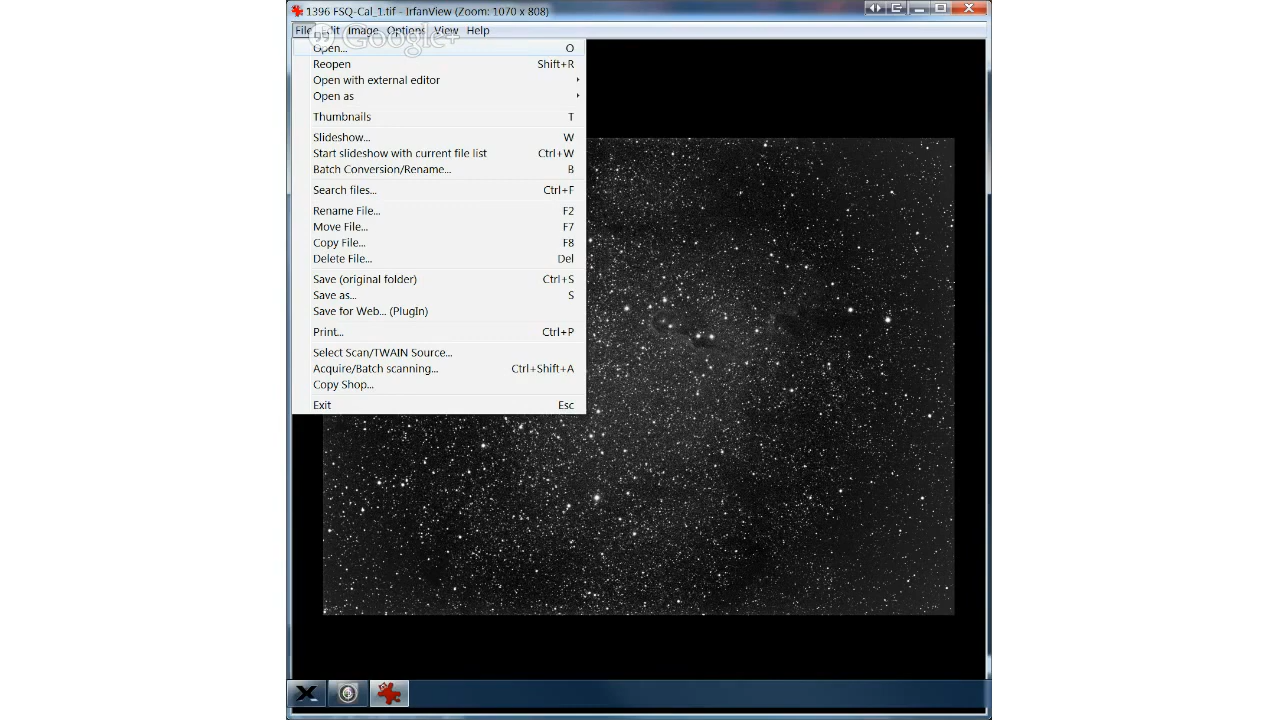 1396 FSQ-Cal_1.tif - IrfanView (Zoom: 1070 x 808)
File Edit Image Options View Help
Google+
Open... O
Reopen Shift+R
Open with external editor
Open as
Thumbnails T
Slideshow... W
Start slideshow with current file list Ctrl+W
Batch Conversion/Rename... B
Search files... Ctrl+F
Rename File... F2
Move File... F7
Copy File... F8
Delete File... Del
Save (original folder) Ctrl+S
Save as... S
Save for Web... (PlugIn)
Print... Ctrl+P
Select Scan/TWAIN Source...
Acquire/Batch scanning... Ctrl+Shift+A
Copy Shop...
Exit Esc